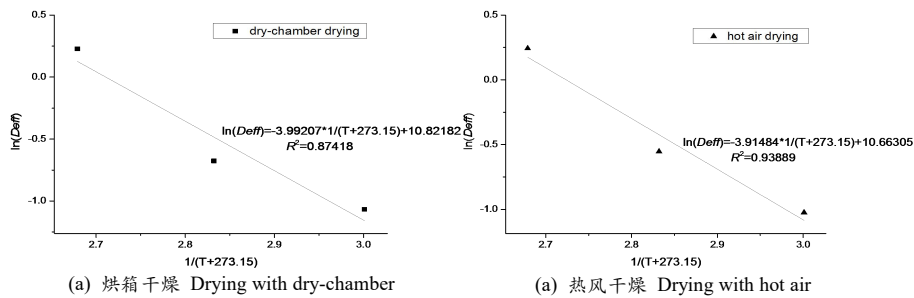 0.5
0.0
-0.5
-1.0
ln(Deff)
dry-chamber drying
ln(Deff)=-3.99207*1/(T+273.15)+10.82182
R²=0.87418
2.7
2.8
2.9
3.0
1/(T+273.15)
(a) 烘箱干燥 Drying with dry-chamber
0.5
0.0
-0.5
-1.0
ln(Deff)
hot air drying
ln(Deff)=-3.91484*1/(T+273.15)+10.66305
R²=0.93889
2.7
2.8
2.9
3.0
1/(T+273.15)
(a) 热风干燥 Drying with hot air